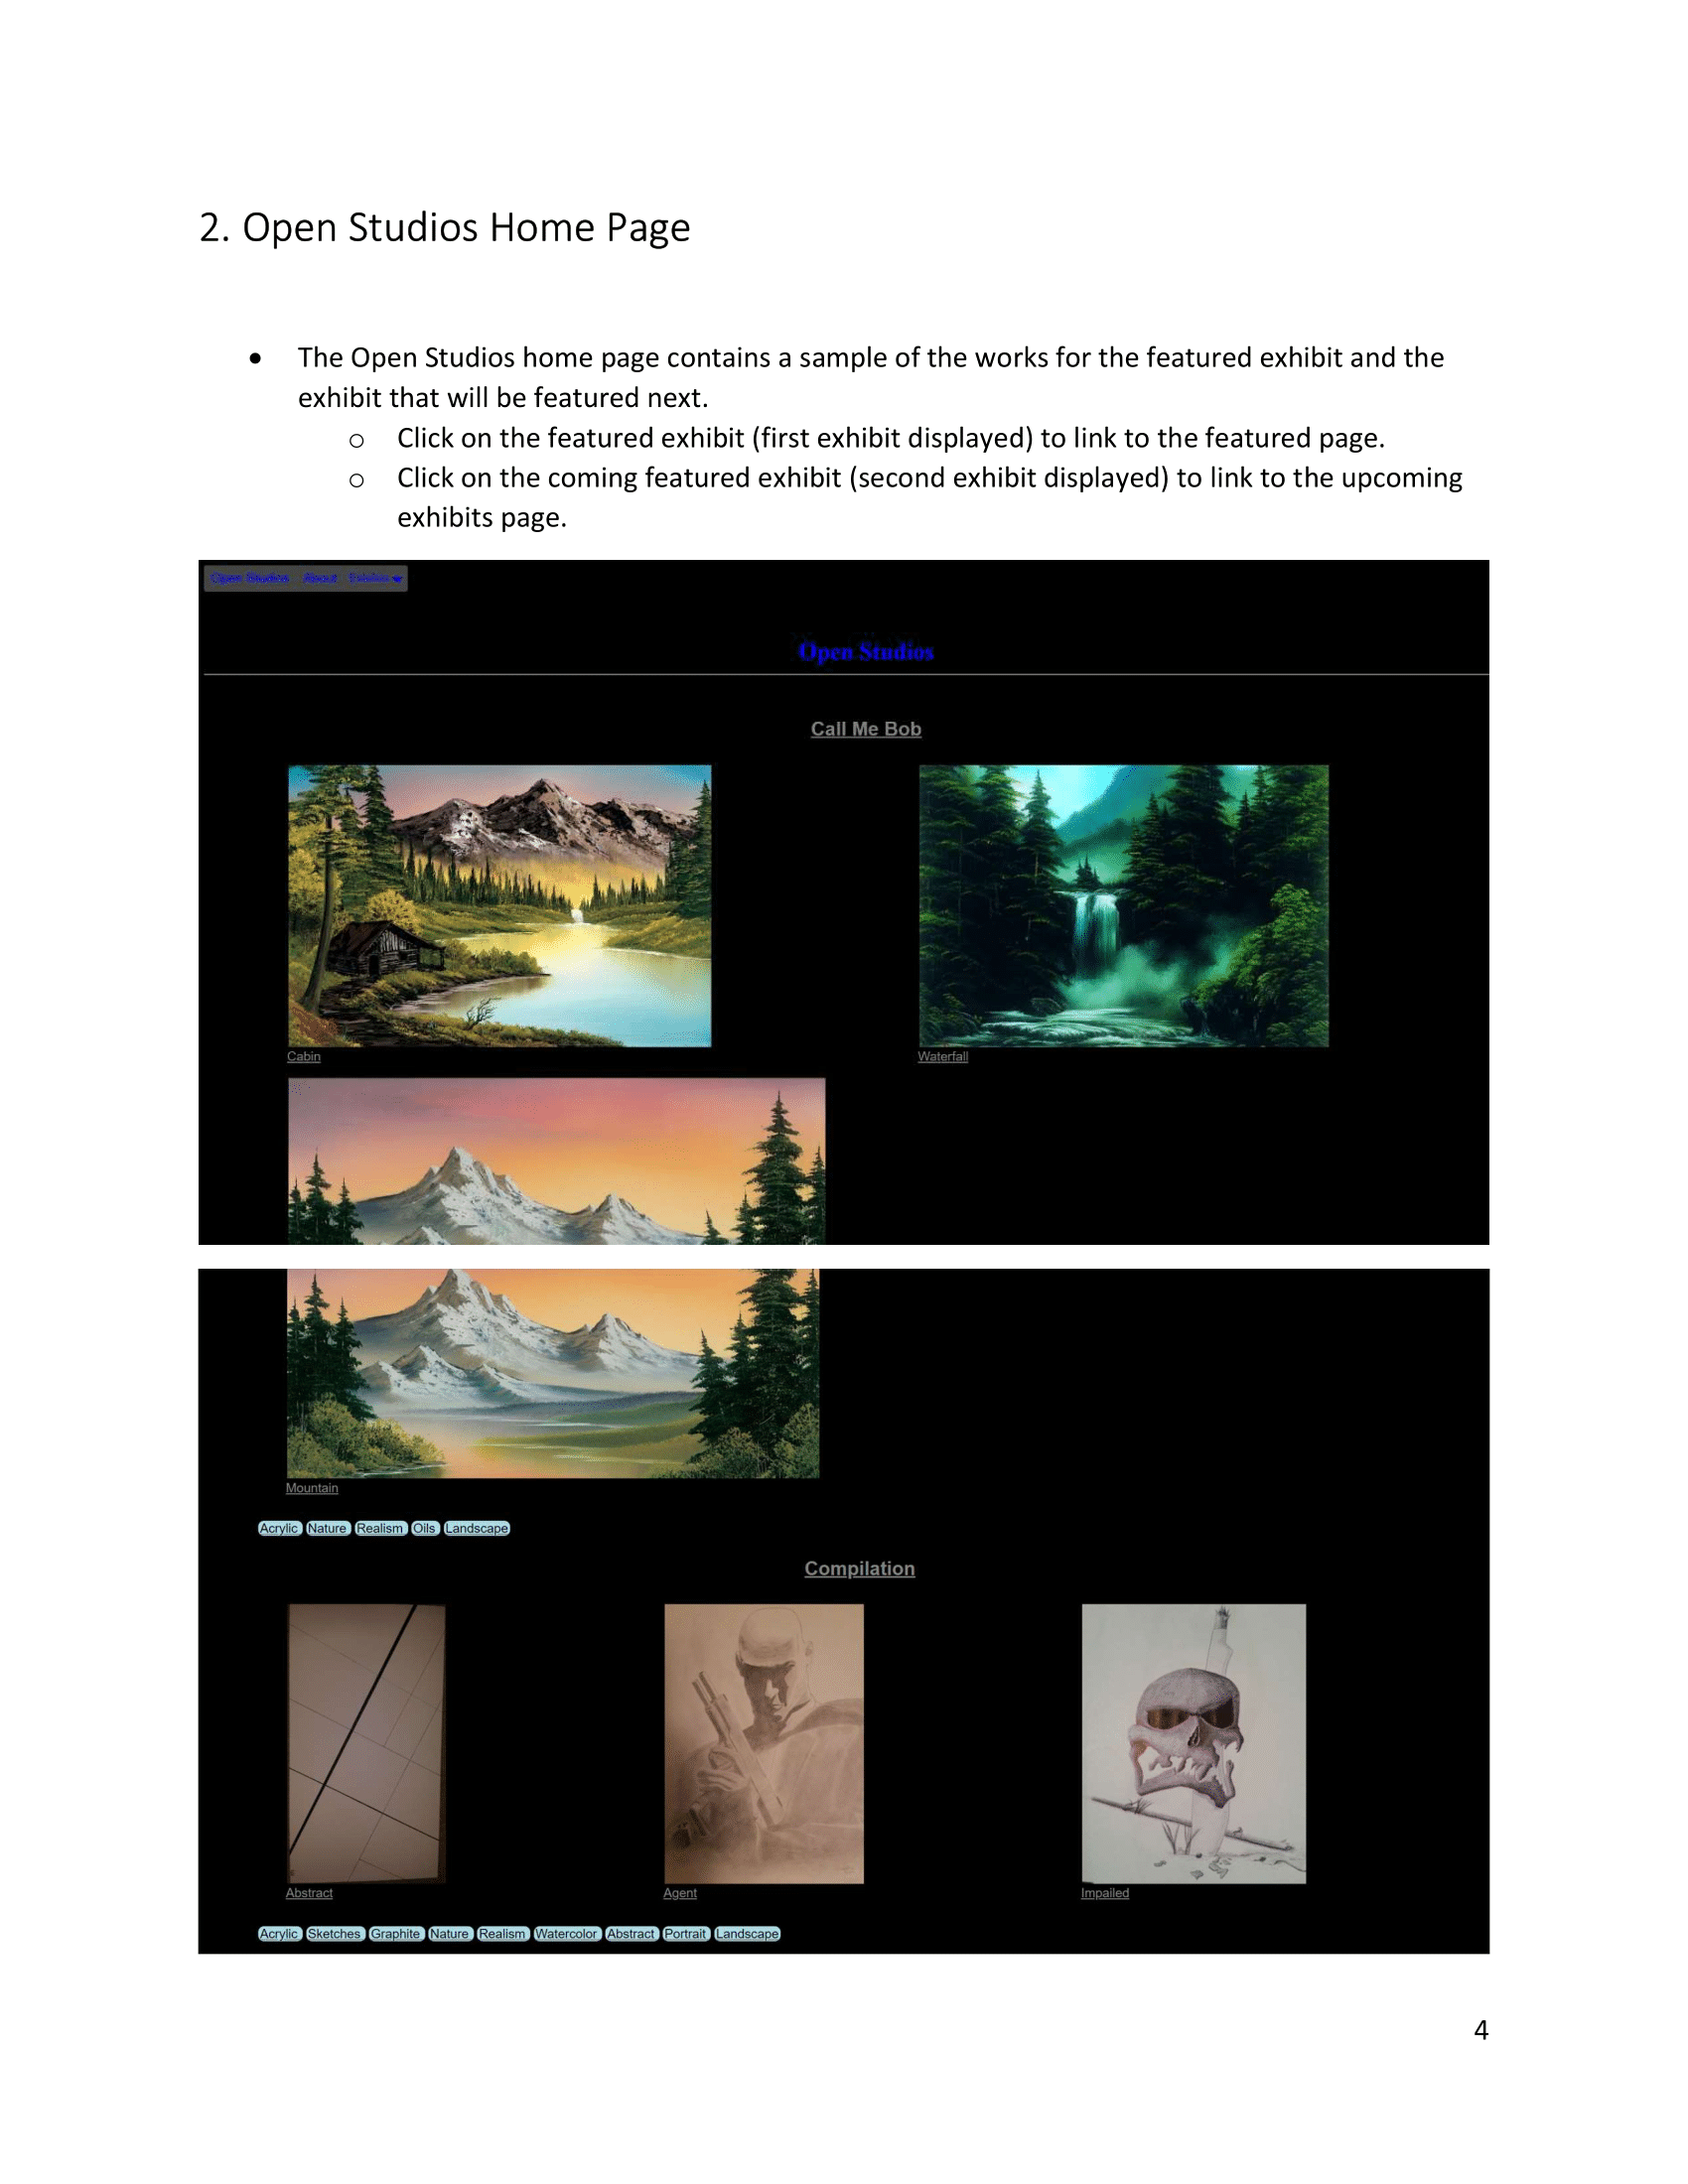 2. Open Studios Home Page
• The Open Studios home page contains a sample of the works for the featured exhibit and the
exhibit that will be featured next.
o Click on the featured exhibit (first exhibit displayed) to link to the featured page.
o Click on the coming featured exhibit (second exhibit displayed) to link to the upcoming
exhibits page.
Open Studios About
Open Studios
Call Me Bob
Cabin Waterfall
Mountain
Acrylic Nature Realism Oils Landscape
Compilation
Abstract Agent Impailed
Acrylic Sketches Graphite Nature Realism Watercolor Abstract Portrait Landscape
4